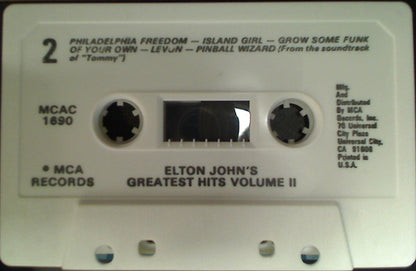 2
PHILADELPHIA FREEDOM — ISLAND GIRL — GROW SOME FUNK
OF YOUR OWN — LEVON — PINBALL WIZARD (From the soundtrack
of "Tommy")
MCAC
1690
Mfg.
And
Distributed
By MCA
Records, Inc.
70 Universal
City Plaza
Universal City,
CA 91608
Printed in
U.S.A.
• MCA
RECORDS
ELTON JOHN'S
GREATEST HITS VOLUME II